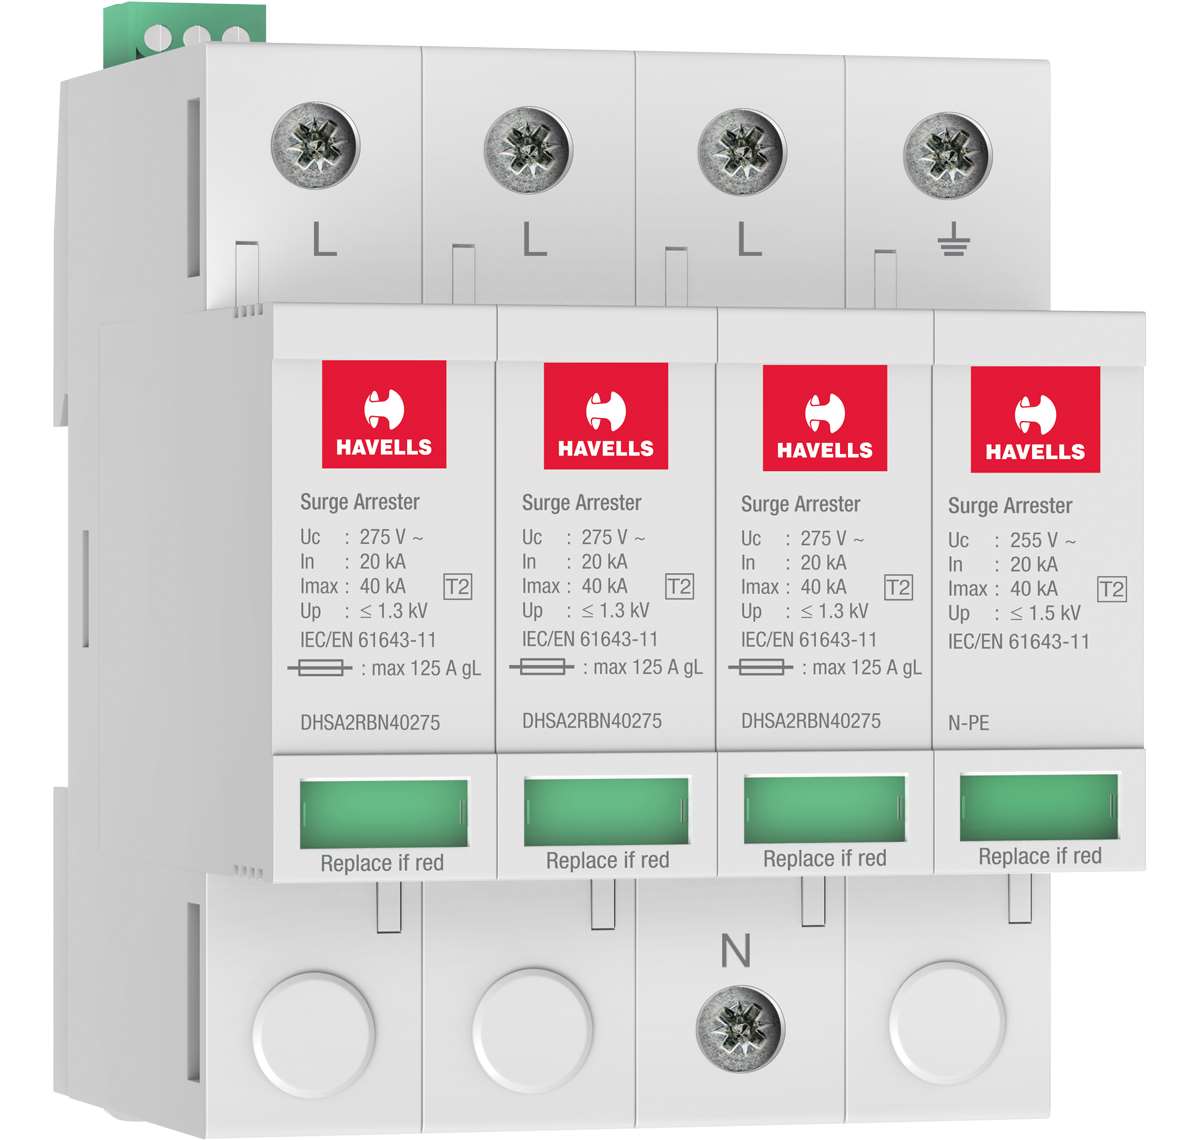 L
L
L
HAVELLS
Surge Arrester
Uc : 275 V ~
In : 20 kA
Imax : 40 kA T2
Up : ≤ 1.3 kV
IEC/EN 61643-11
: max 125 A gL
DHSA2RBN40275
Replace if red
HAVELLS
Surge Arrester
Uc : 275 V ~
In : 20 kA
Imax : 40 kA T2
Up : ≤ 1.3 kV
IEC/EN 61643-11
: max 125 A gL
DHSA2RBN40275
Replace if red
HAVELLS
Surge Arrester
Uc : 275 V ~
In : 20 kA
Imax : 40 kA T2
Up : ≤ 1.3 kV
IEC/EN 61643-11
: max 125 A gL
DHSA2RBN40275
Replace if red
HAVELLS
Surge Arrester
Uc : 255 V ~
In : 20 kA
Imax : 40 kA T2
Up : ≤ 1.5 kV
IEC/EN 61643-11
N-PE
Replace if red
N